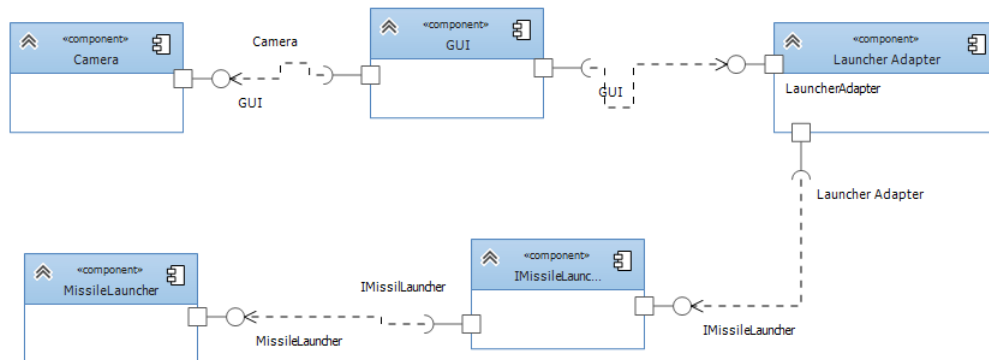 «component»
Camera
Camera
GUI
«component»
GUI
GUI
«component»
Launcher Adapter
LauncherAdapter
Launcher Adapter
«component»
MissileLauncher
IMissilLauncher
MissileLauncher
«component»
IMissileLaunc...
IMissileLauncher